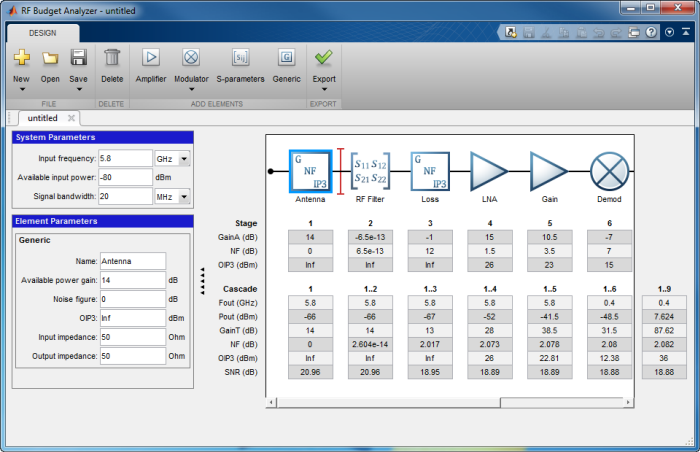 RF Budget Analyzer - untitled
DESIGN
New
Open
Save
Delete
Amplifier
Modulator
S-parameters
Generic
Export
FILE
DELETE
ADD ELEMENTS
EXPORT
untitled
System Parameters
Input frequency: 5.8 GHz
Available input power: -80 dBm
Signal bandwidth: 20 MHz
Element Parameters
Generic
Name: Antenna
Available power gain: 14 dB
Noise figure: 0 dB
OIP3: Inf dBm
Input impedance: 50 Ohm
Output impedance: 50 Ohm
G NF IP3
S11 S12
S21 S22
G NF IP3
Antenna RF Filter Loss LNA Gain Demod
Stage 1 2 3 4 5 6
GainA (dB) 14 -6.5e-13 -1 15 10.5 -7
NF (dB) 0 6.5e-13 12 1.5 3.5 7
OIP3 (dBm) Inf Inf Inf 26 23 15
Cascade 1 1..2 1..3 1..4 1..5 1..6 1..9
Fout (GHz) 5.8 5.8 5.8 5.8 5.8 0.4 0.4
Pout (dBm) -66 -66 -67 -52 -41.5 -48.5 7.624
GainT (dB) 14 14 13 28 38.5 31.5 87.62
NF (dB) 0 2.604e-14 2.017 2.073 2.078 2.08 2.082
OIP3 (dBm) Inf Inf Inf 26 22.81 12.38 36
SNR (dB) 20.96 20.96 18.95 18.89 18.89 18.88 18.88